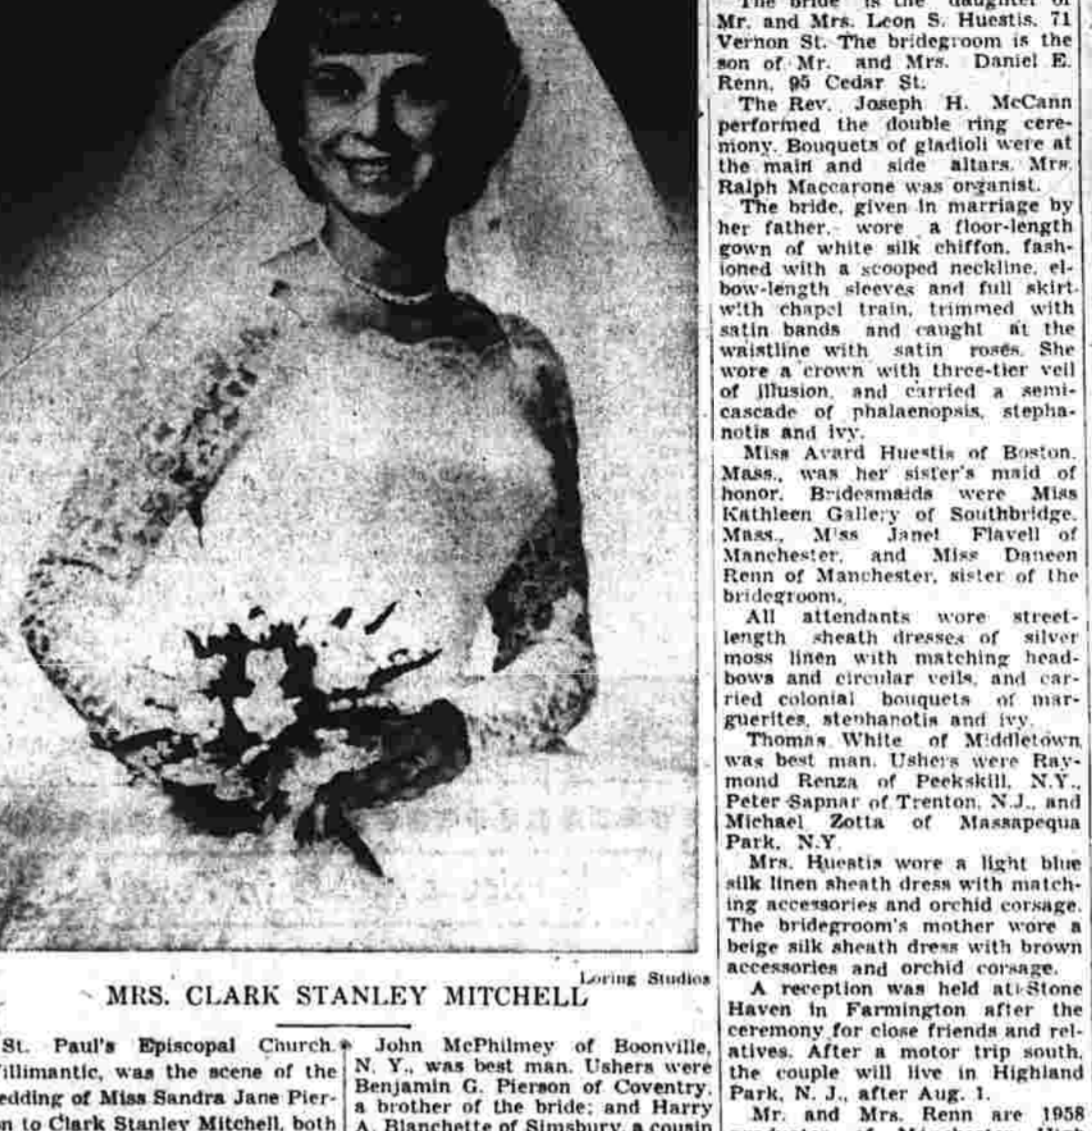 Loring Studios
MRS. CLARK STANLEY MITCHELL
St. Paul's Episcopal Church,
illimantic, was the scene of the
edding of Miss Sandra Jane Pier-
n to Clark Stanley Mitchell, both
John McPhilmey of Boonville,
N. Y., was best man. Ushers were
Benjamin G. Pierson of Coventry,
a brother of the bride; and Harry
A. Blanchette of Simsbury, a cousin
The bride is the daughter of
Mr. and Mrs. Leon S. Huestis, 71
Vernon St. The bridegroom is the
son of Mr. and Mrs. Daniel E.
Renn, 95 Cedar St.
The Rev. Joseph H. McCann
performed the double ring cere-
mony. Bouquets of gladioli were at
the main and side altars. Mrs.
Ralph Maccarone was organist.
The bride, given in marriage by
her father, wore a floor-length
gown of white silk chiffon, fash-
ioned with a scooped neckline, el-
bow-length sleeves and full skirt
with chapel train, trimmed with
satin bands and caught at the
waistline with satin roses. She
wore a crown with three-tier veil
of illusion, and carried a semi-
cascade of phalaenopsis, stepha-
notis and ivy.
Miss Avard Huestis of Boston,
Mass., was her sister's maid of
honor. Bridesmaids were Miss
Kathleen Gallery of Southbridge,
Mass., Miss Janet Flavell of
Manchester, and Miss Daneen
Renn of Manchester, sister of the
bridegroom.
All attendants wore street-
length sheath dresses of silver
moss linen with matching head-
bows and circular veils, and car-
ried colonial bouquets of mar-
guerites, stephanotis and ivy.
Thomas White of Middletown
was best man. Ushers were Ray-
mond Renza of Peekskill, N.Y.,
Peter Sapnar of Trenton, N.J., and
Michael Zotta of Massapequa
Park, N.Y.
Mrs. Huestis wore a light blue
silk linen sheath dress with match-
ing accessories and orchid corsage.
The bridegroom's mother wore a
beige silk sheath dress with brown
accessories and orchid corsage.
A reception was held at Stone
Haven in Farmington after the
ceremony for close friends and rel-
atives. After a motor trip south,
the couple will live in Highland
Park, N. J., after Aug. 1.
Mr. and Mrs. Renn are 1958